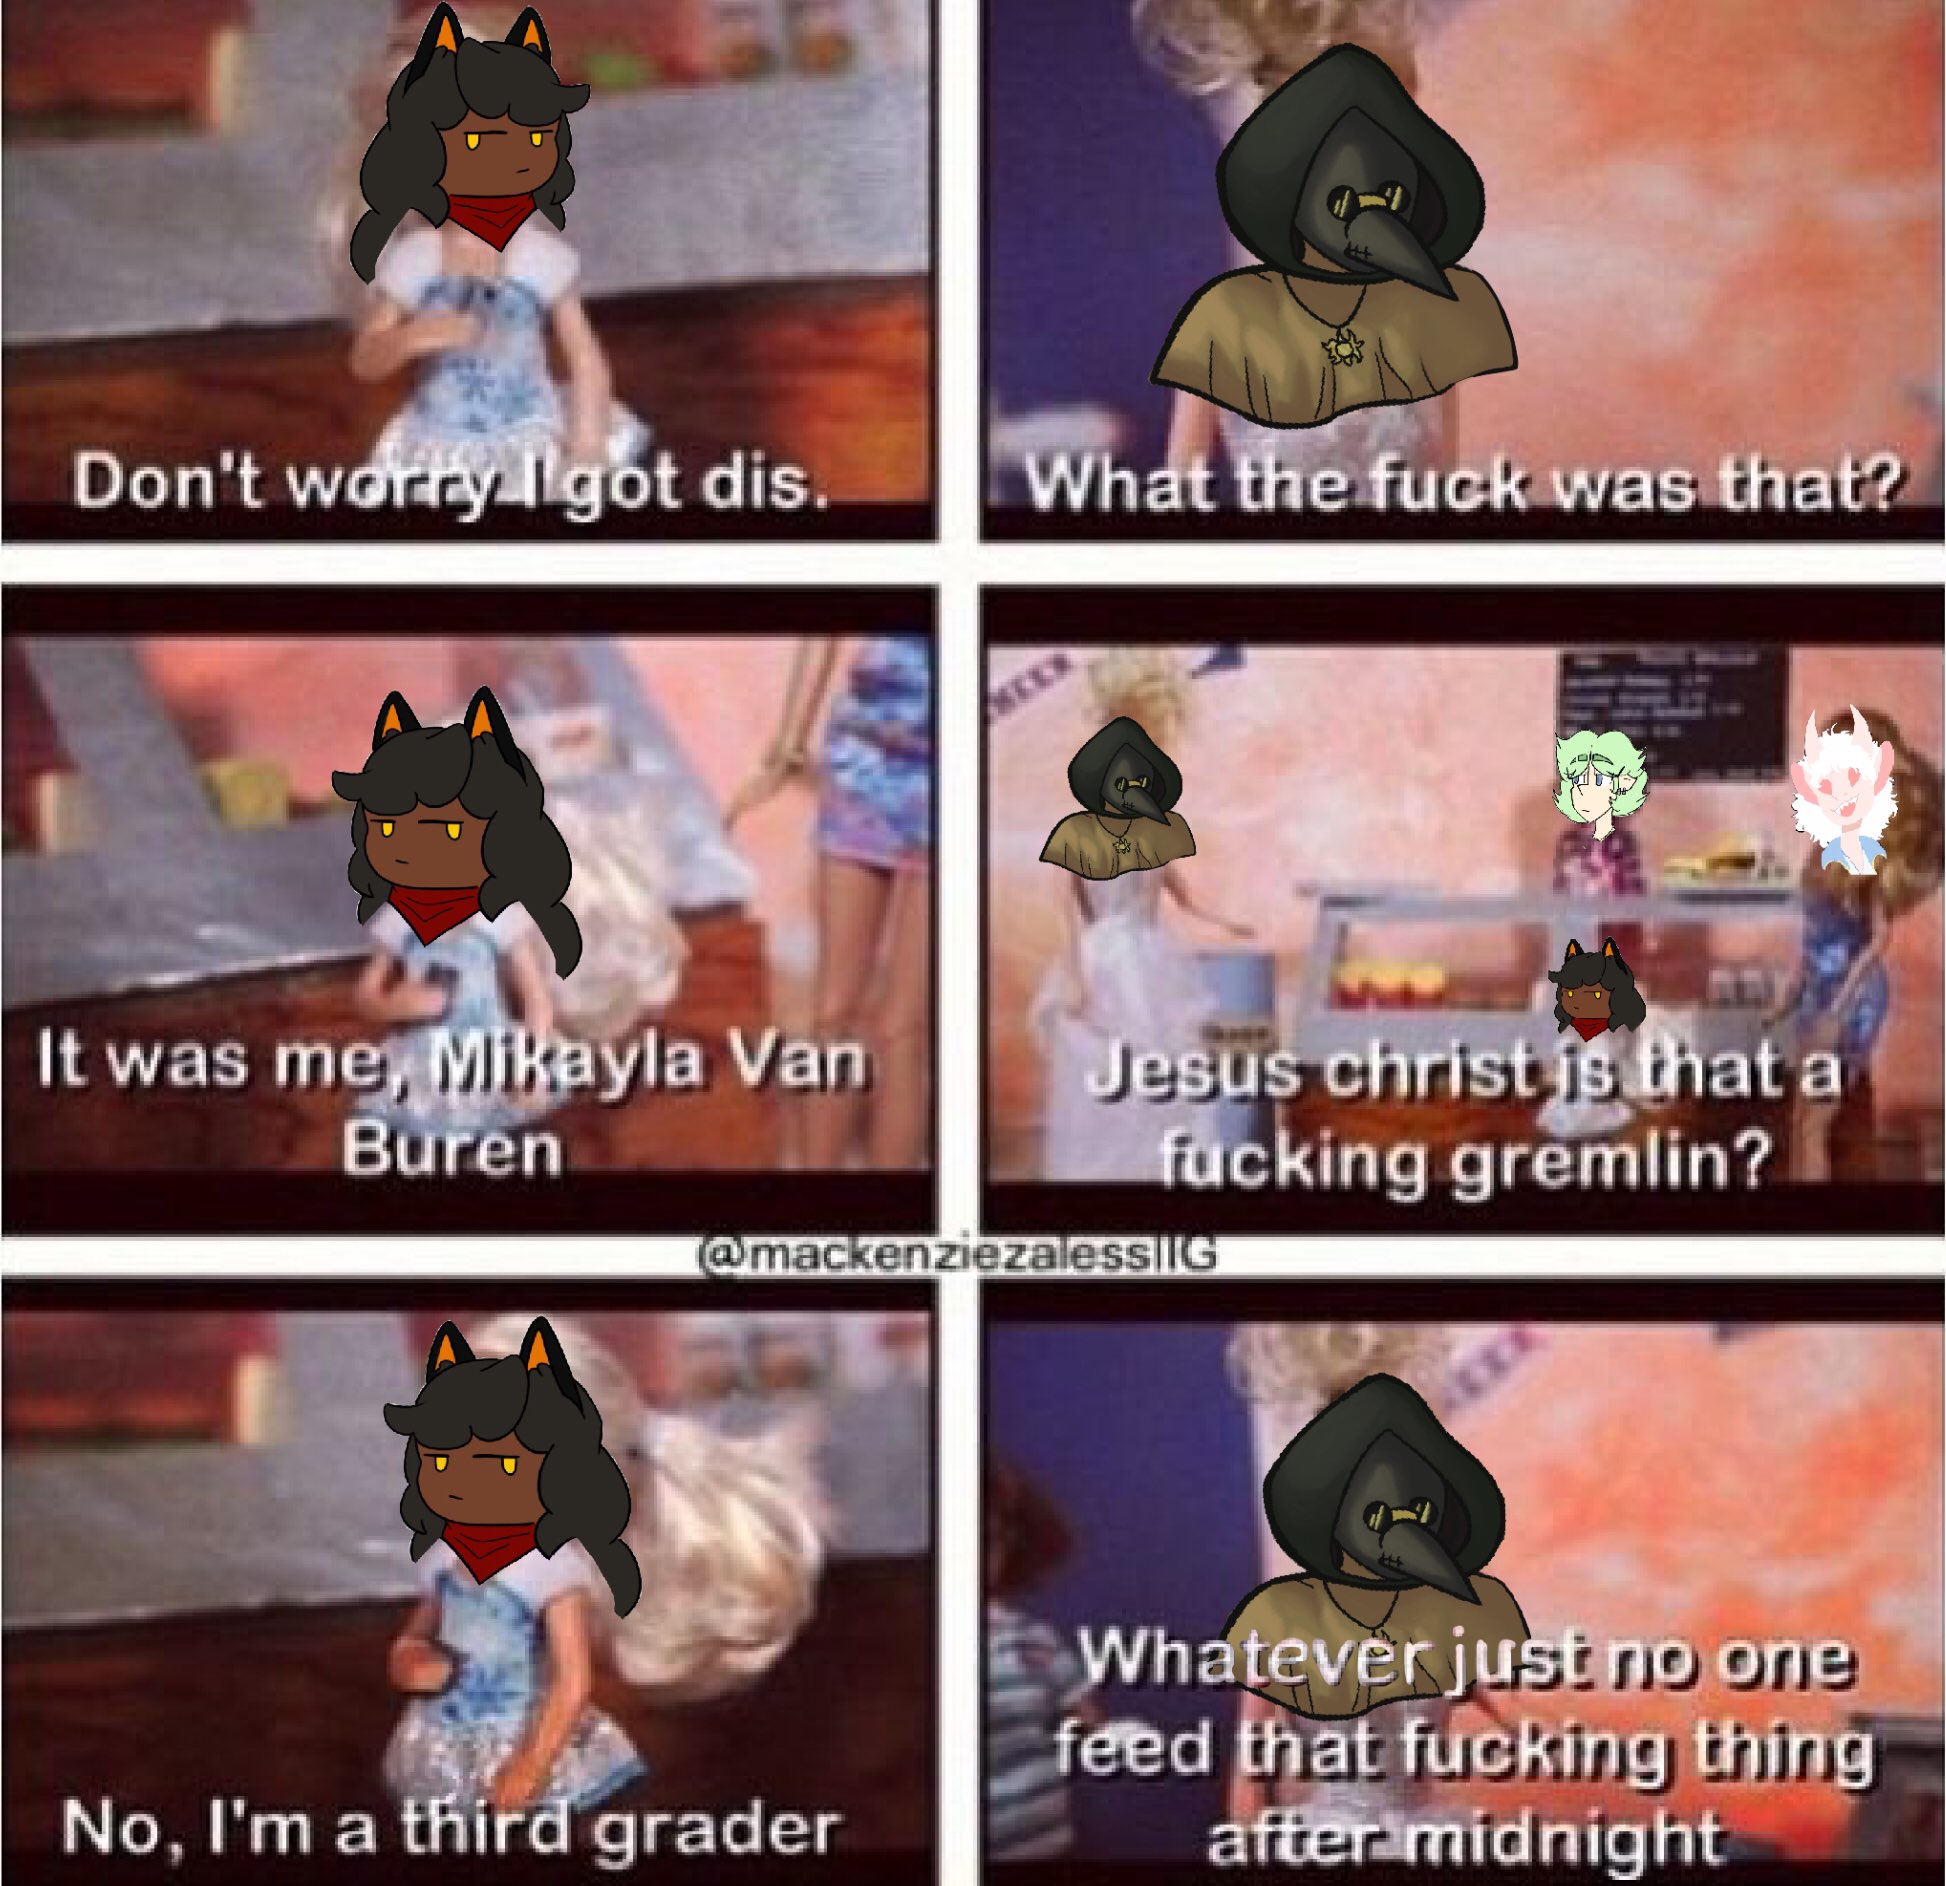 Don't worry I got dis.
What the fuck was that?
It was me, Mikayla Van
Buren
CHEER
Jesus christ is that a
fucking gremlin?
@mackenziezalessIIG
No, I'm a third grader
Whatever just no one
feed that fucking thing
after midnight